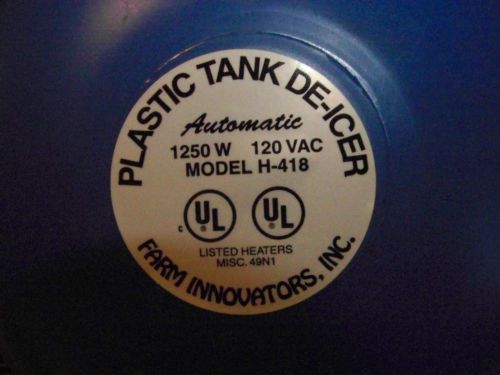 PLASTIC TANK DE-ICER
Automatic
1250 W 120 VAC
MODEL H-418
c UL UL
LISTED HEATERS
MISC. 49N1
FARM INNOVATORS, INC.